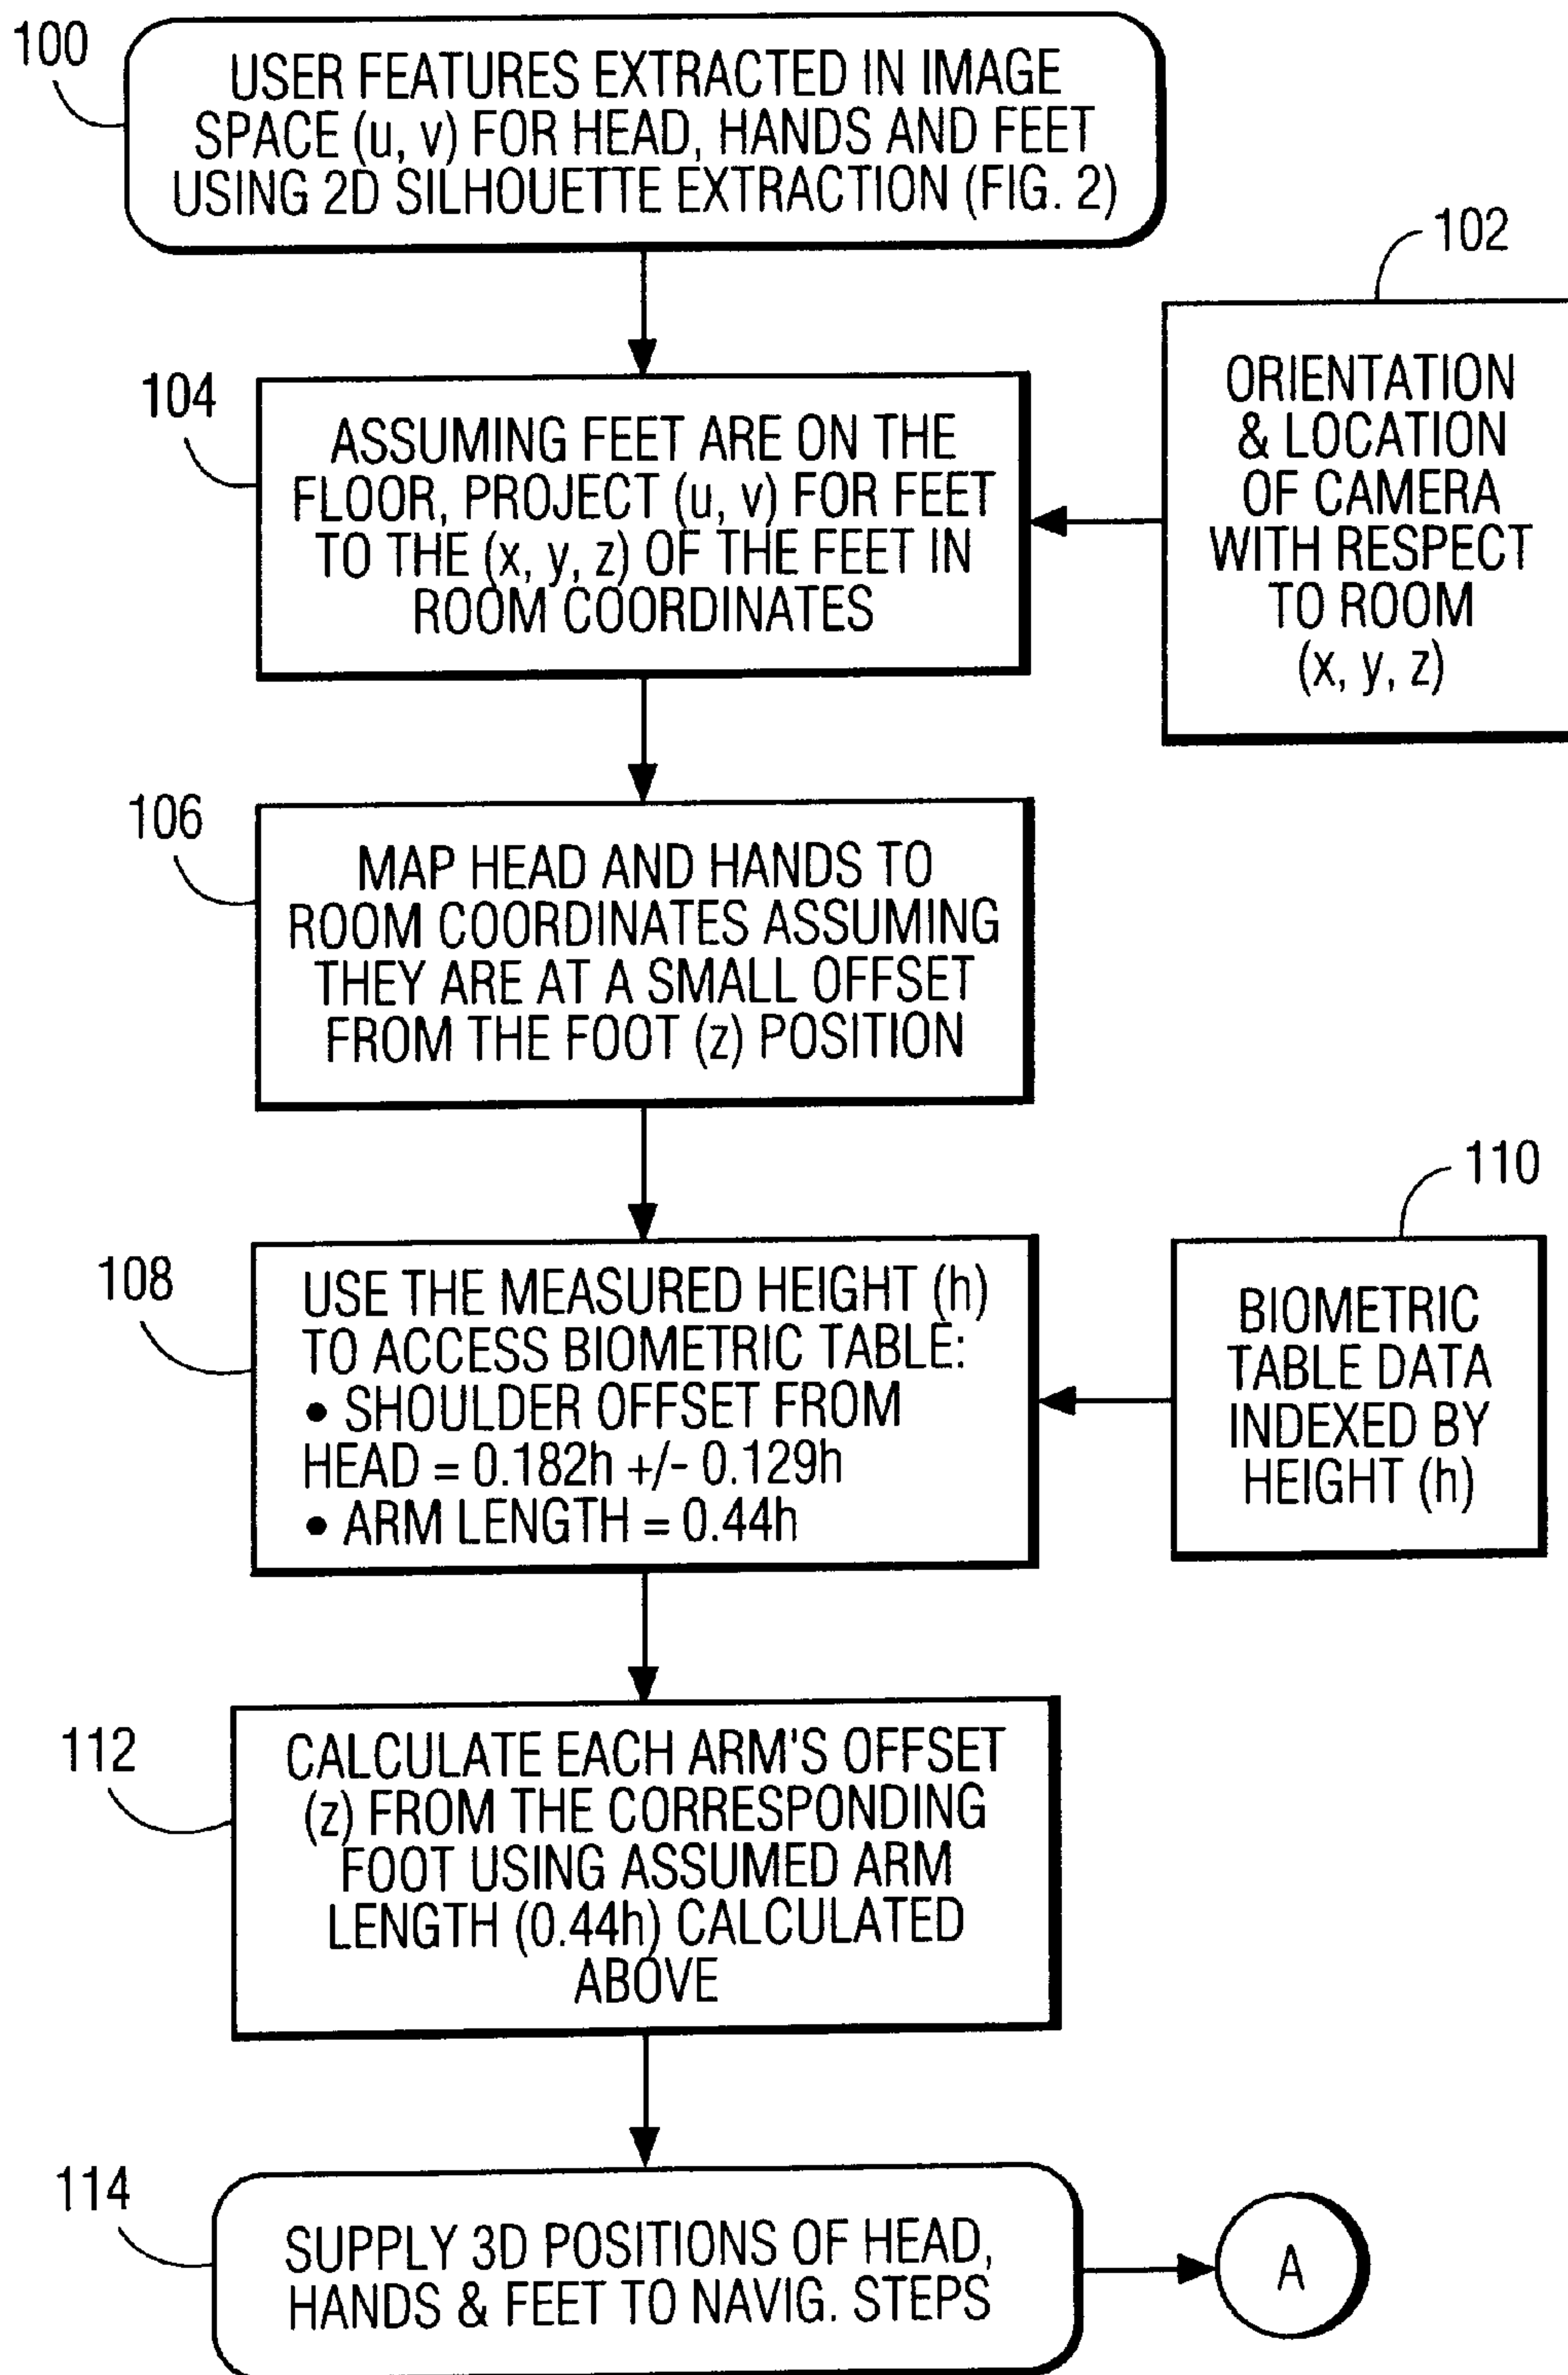 100
USER FEATURES EXTRACTED IN IMAGE
SPACE (u, v) FOR HEAD, HANDS AND FEET
USING 2D SILHOUETTE EXTRACTION (FIG. 2)
102
ORIENTATION
& LOCATION
OF CAMERA
WITH RESPECT
TO ROOM
(x, y, z)
104
ASSUMING FEET ARE ON THE
FLOOR, PROJECT (u, v) FOR FEET
TO THE (x, y, z) OF THE FEET IN
ROOM COORDINATES
106
MAP HEAD AND HANDS TO
ROOM COORDINATES ASSUMING
THEY ARE AT A SMALL OFFSET
FROM THE FOOT (z) POSITION
108
USE THE MEASURED HEIGHT (h)
TO ACCESS BIOMETRIC TABLE:
• SHOULDER OFFSET FROM
HEAD = 0.182h +/- 0.129h
• ARM LENGTH = 0.44h
110
BIOMETRIC
TABLE DATA
INDEXED BY
HEIGHT (h)
112
CALCULATE EACH ARM'S OFFSET
(z) FROM THE CORRESPONDING
FOOT USING ASSUMED ARM
LENGTH (0.44h) CALCULATED
ABOVE
114
SUPPLY 3D POSITIONS OF HEAD,
HANDS & FEET TO NAVIG. STEPS
A